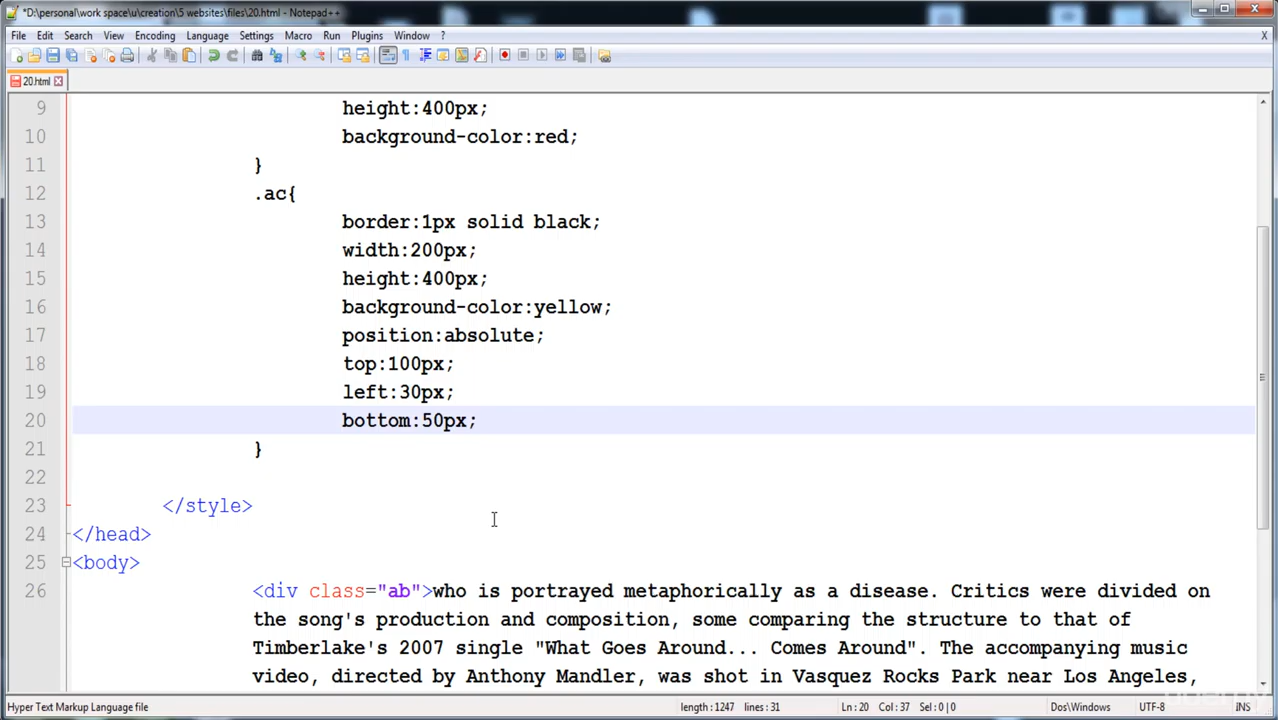 *D:\personal\work space\u\creation\5 websites\files\20.html - Notepad++
File Edit Search View Encoding Language Settings Macro Run Plugins Window ? X
20.html
9 height:400px;
10 background-color:red;
11 }
12 .ac{
13 border:1px solid black;
14 width:200px;
15 height:400px;
16 background-color:yellow;
17 position:absolute;
18 top:100px;
19 left:30px;
20 bottom:50px;
21 }
22
23 </style>
24 </head>
25 <body>
26 <div class="ab">who is portrayed metaphorically as a disease. Critics were divided on
the song's production and composition, some comparing the structure to that of
Timberlake's 2007 single "What Goes Around... Comes Around". The accompanying music
video, directed by Anthony Mandler, was shot in Vasquez Rocks Park near Los Angeles,
Hyper Text Markup Language file length : 1247 lines : 31 Ln : 20 Col : 37 Sel : 0 | 0 Dos\Windows UTF-8 INS
udemy